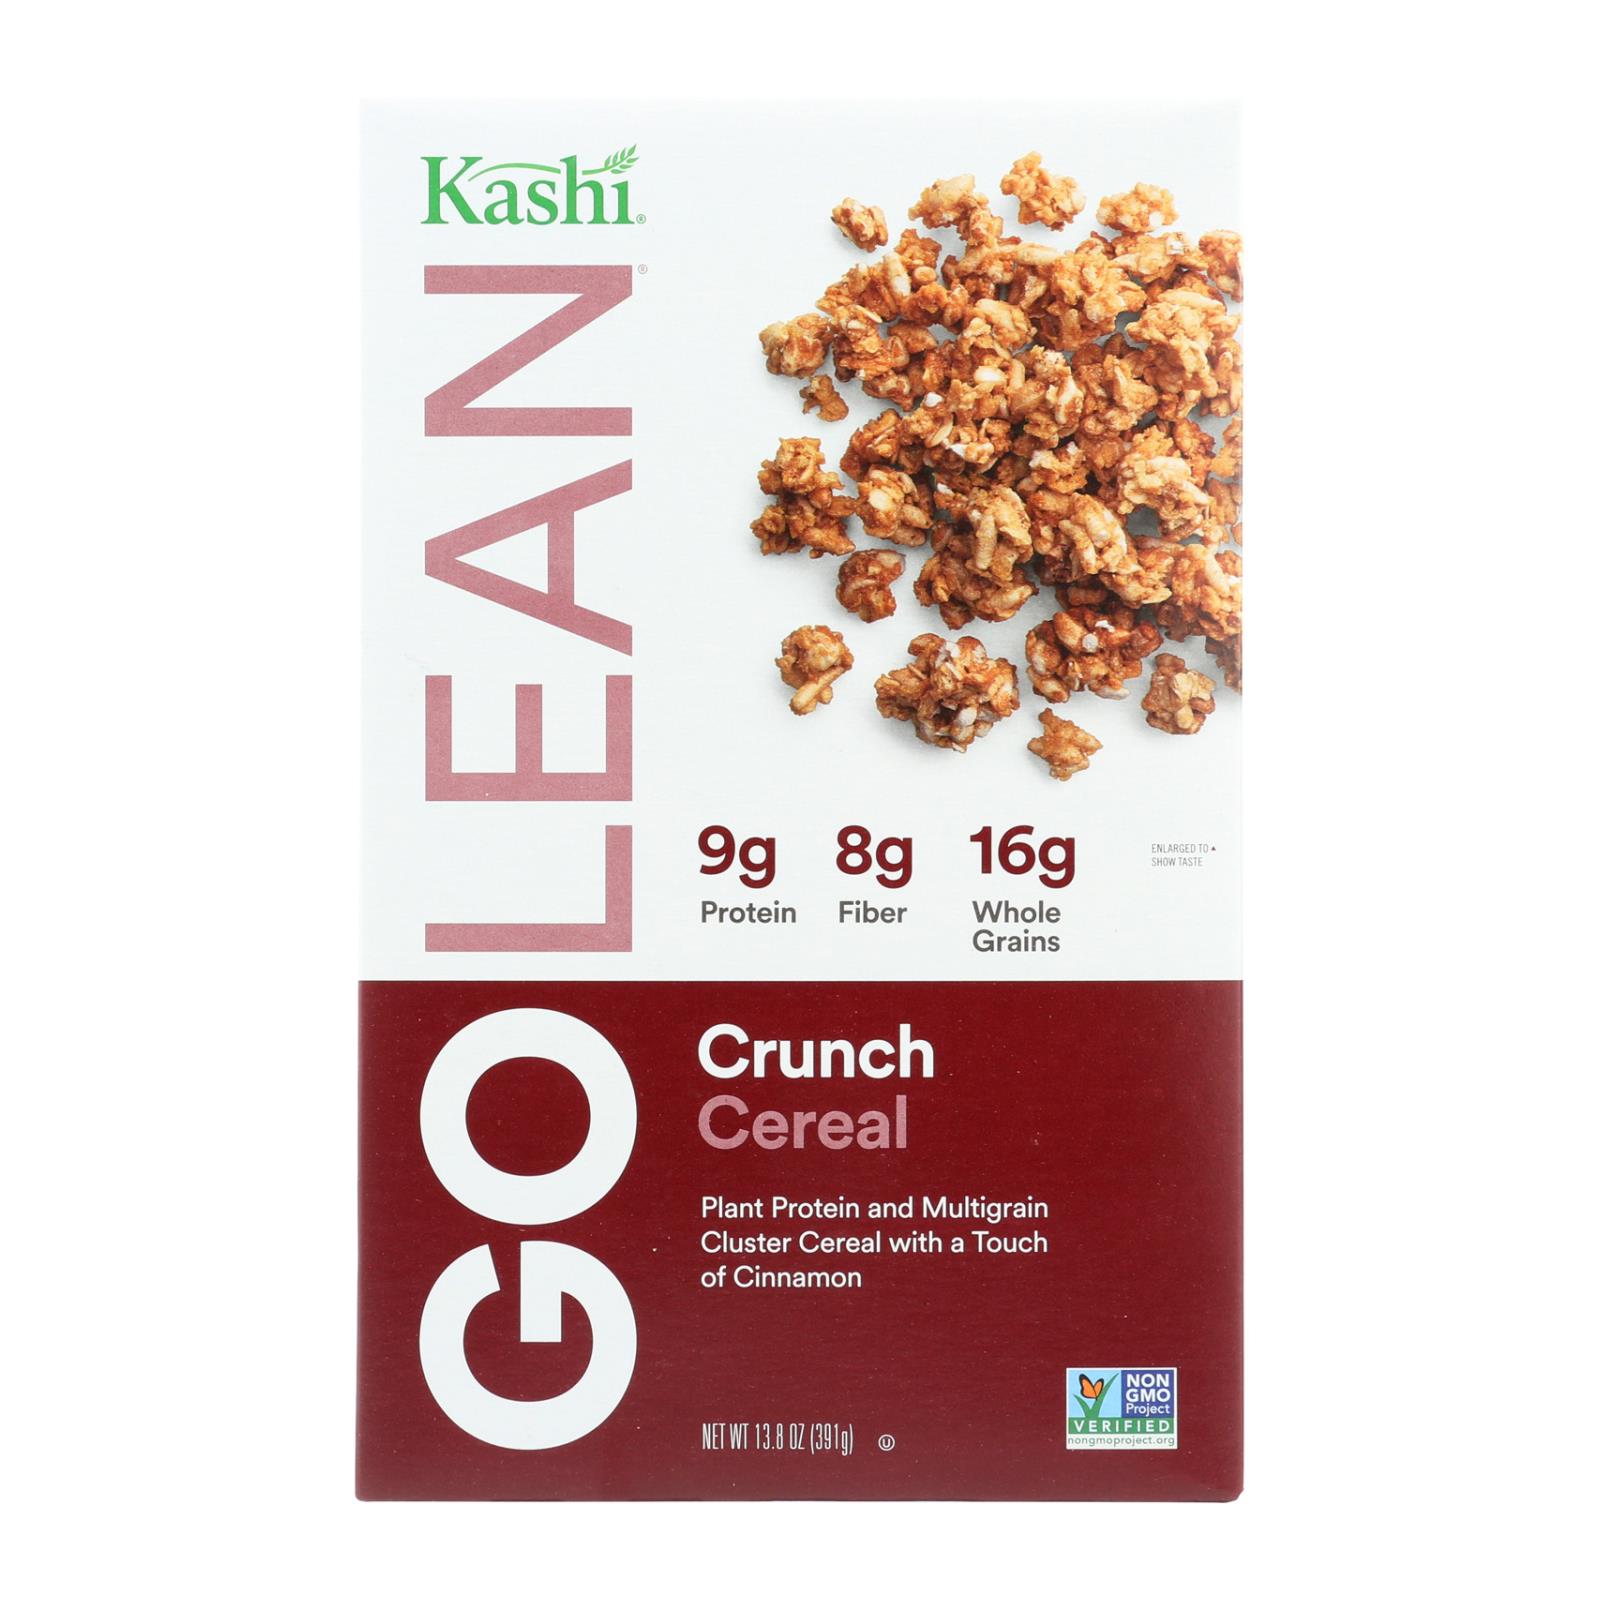 Kashi®
GOLEAN®
9g
Protein
8g
Fiber
16g
Whole
Grains
ENLARGED TO
SHOW TASTE
Crunch
Cereal
Plant Protein and Multigrain
Cluster Cereal with a Touch
of Cinnamon
NET WT 13.8 OZ (391g)
U
NON
GMO
Project
VERIFIED
nongmoproject.org